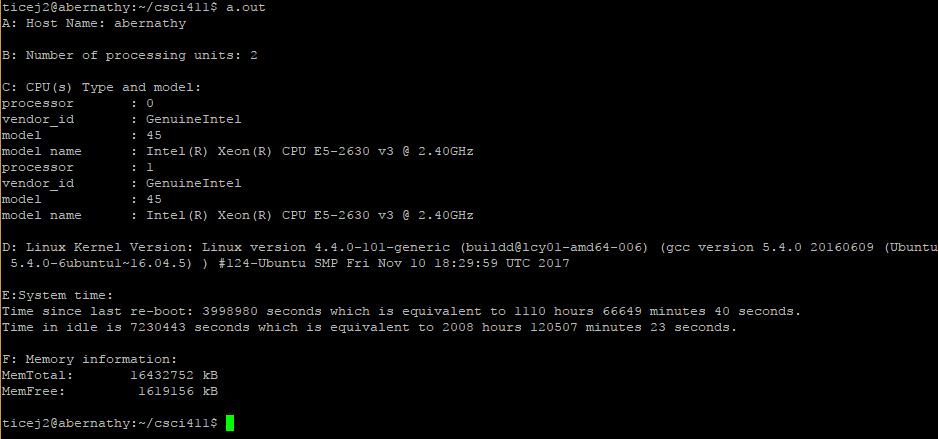 ticej2@abernathy:~/csci411$ a.out
A: Host Name: abernathy
B: Number of processing units: 2
C: CPU(s) Type and model:
processor       : 0
vendor_id       : GenuineIntel
model           : 45
model name      : Intel(R) Xeon(R) CPU E5-2630 v3 @ 2.40GHz
processor       : 1
vendor_id       : GenuineIntel
model           : 45
model name      : Intel(R) Xeon(R) CPU E5-2630 v3 @ 2.40GHz
D: Linux Kernel Version: Linux version 4.4.0-101-generic (buildd@lcy01-amd64-006) (gcc version 5.4.0 20160609 (Ubuntu
 5.4.0-6ubuntu1~16.04.5) ) #124-Ubuntu SMP Fri Nov 10 18:29:59 UTC 2017
E:System time:
Time since last re-boot: 3998980 seconds which is equivalent to 1110 hours 66649 minutes 40 seconds.
Time in idle is 7230443 seconds which is equivalent to 2008 hours 120507 minutes 23 seconds.
F: Memory information:
MemTotal:       16432752 kB
MemFree:         1619156 kB
ticej2@abernathy:~/csci411$